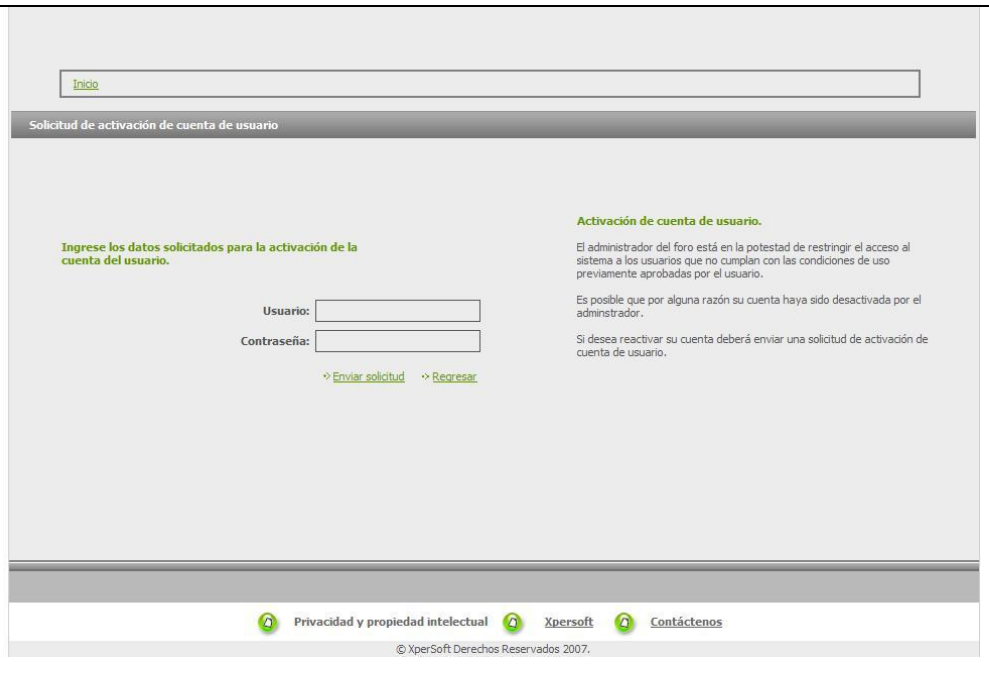 Inicio
Solicitud de activación de cuenta de usuario
Ingrese los datos solicitados para la activación de la
cuenta del usuario.
Usuario:
Contraseña:
Enviar solicitud Regresar
Activación de cuenta de usuario.
El administrador del foro está en la potestad de restringir el acceso al
sistema a los usuarios que no cumplan con las condiciones de uso
previamente aprobadas por el usuario.
Es posible que por alguna razón su cuenta haya sido desactivada por el
adminstrador.
Si desea reactivar su cuenta deberá enviar una solicitud de activación de
cuenta de usuario.
Privacidad y propiedad intelectual Xpersoft Contáctenos
© XperSoft Derechos Reservados 2007.